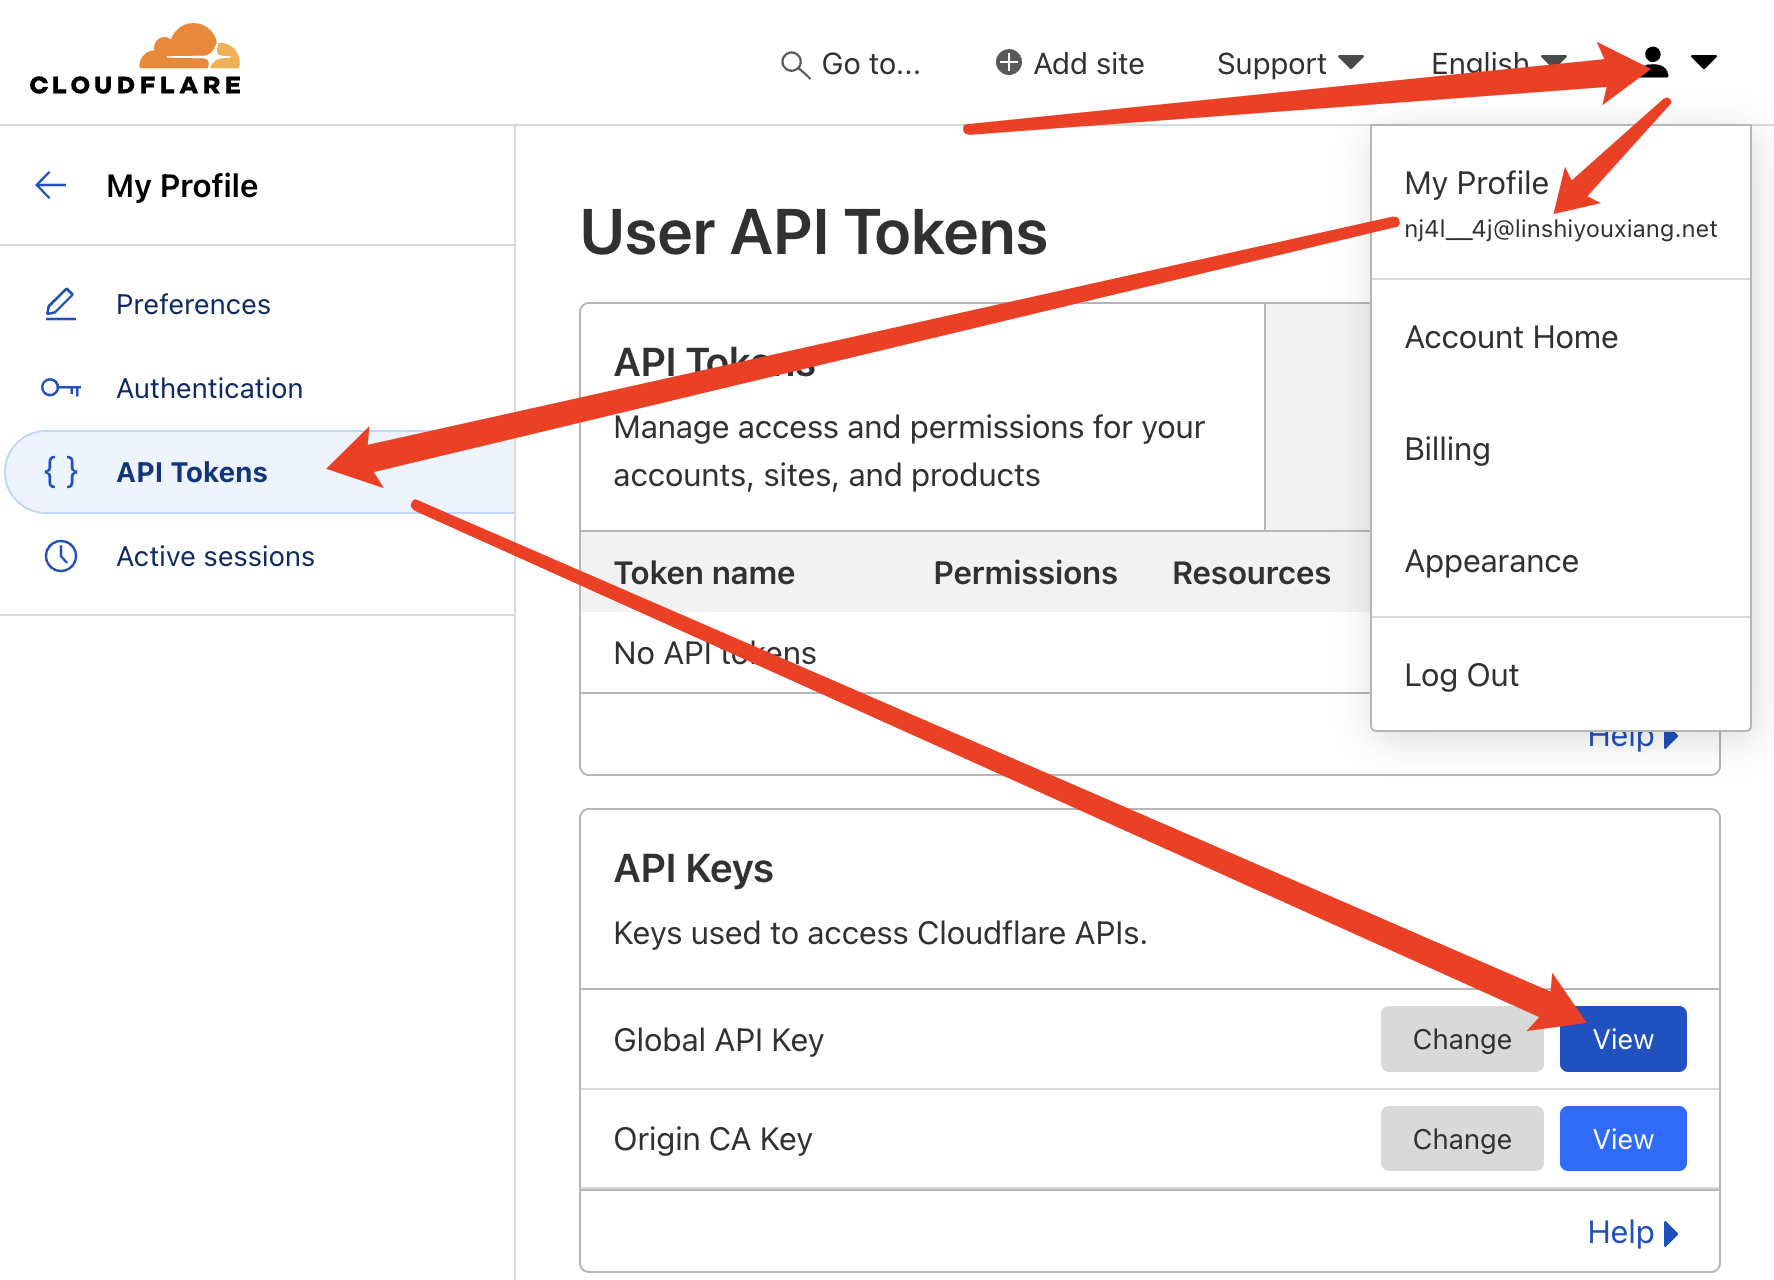 CLOUDFLARE
Go to...
Add site
Support
English
My Profile
Preferences
Authentication
API Tokens
Active sessions
User API Tokens
API Tokens
Manage access and permissions for your
accounts, sites, and products
Token name Permissions Resources
No API tokens
Help
My Profile
nj4l__4j@linshiyouxiang.net
Account Home
Billing
Appearance
Log Out
API Keys
Keys used to access Cloudflare APIs.
Global API Key
Change
View
Origin CA Key
Change
View
Help